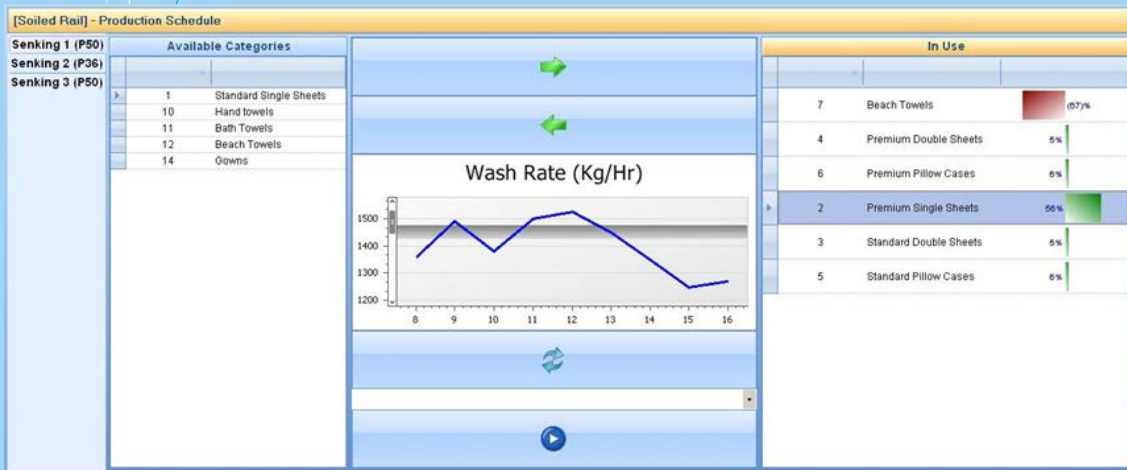 [Soiled Rail] - Production Schedule
Senking 1 (P50)
Senking 2 (P36)
Senking 3 (P50)
Available Categories
1 Standard Single Sheets
10 Hand towels
11 Bath Towels
12 Beach Towels
14 Gowns
Wash Rate (Kg/Hr)
1500
1400
1300
1200
8 9 10 11 12 13 14 15 16
In Use
7 Beach Towels (67)%
4 Premium Double Sheets 5%
6 Premium Pillow Cases 6%
2 Premium Single Sheets 56%
3 Standard Double Sheets 6%
5 Standard Pillow Cases 6%